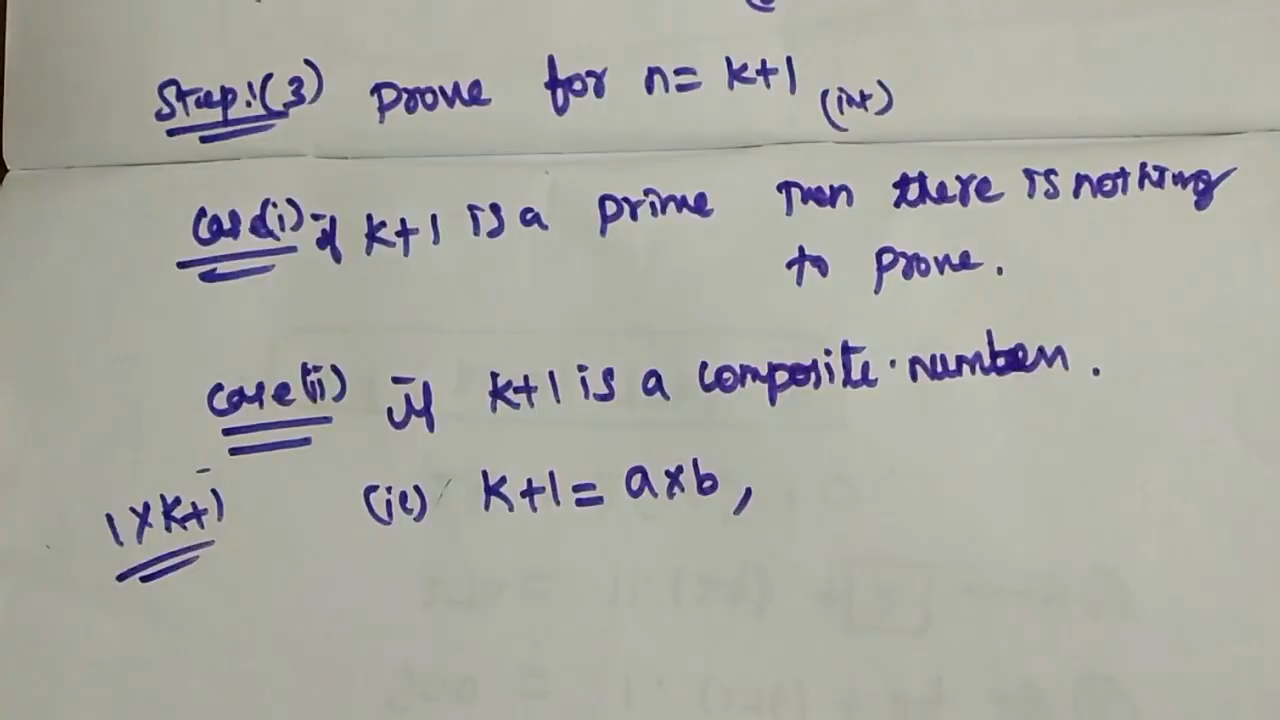 Step:(3) prove for n= k+1 (int)
case(i) if k+1 is a prime then there is nothing
to prove.
case(ii) if k+1 is a composite number.
1 x k+1
(ie) k+1 = a x b,